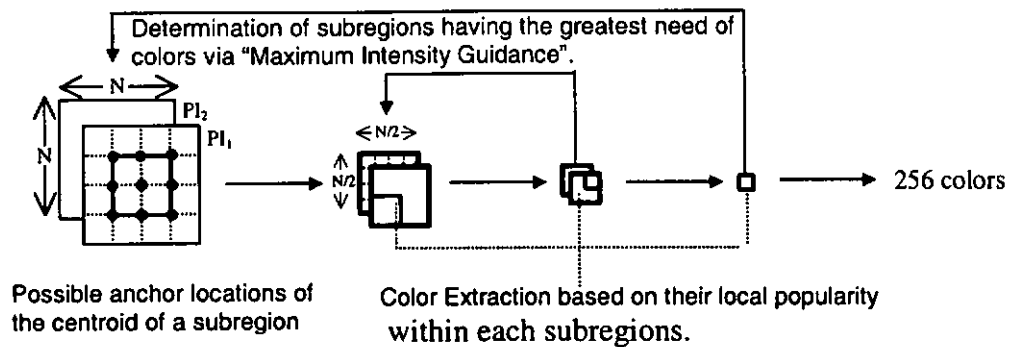 Determination of subregions having the greatest need of
colors via "Maximum Intensity Guidance".
N
PI₂
PI₁
N
N/2
N/2
256 colors
Possible anchor locations of
the centroid of a subregion
Color Extraction based on their local popularity
within each subregions.